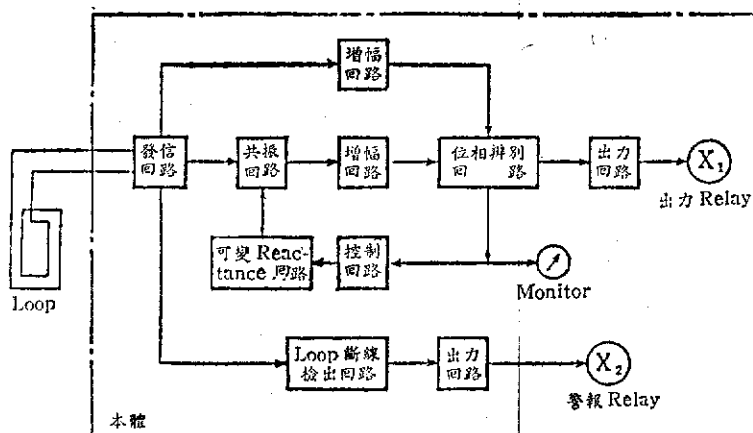 增幅
回路
發信
回路
共振
回路
增幅
回路
位相辨別
回 路
出力
回路
X₁
出力 Relay
可變 Reac-
tance 回路
控制
回路
Monitor
Loop
Loop 斷線
檢出回路
出力
回路
X₂
警報 Relay
本體